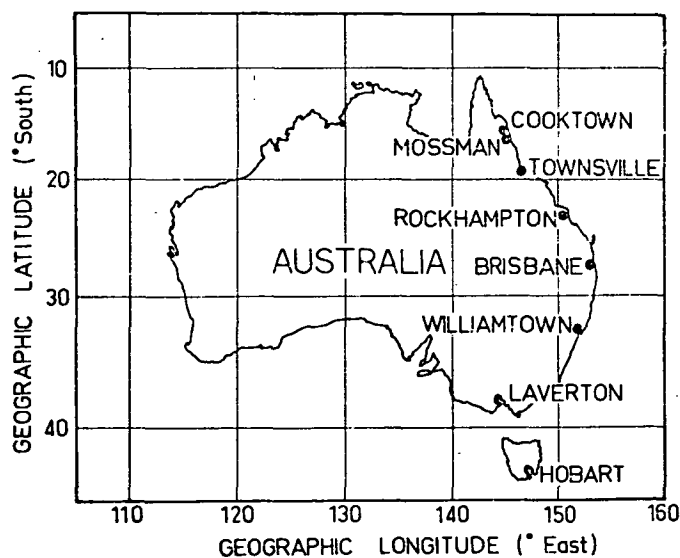 GEOGRAPHIC LATITUDE (°South)
10
COOKTOWN
MOSSMAN
TOWNSVILLE
20
ROCKHAMPTON
AUSTRALIA
BRISBANE
30
WILLIAMTOWN
LAVERTON
40
HOBART
110 120 130 140 150 160
GEOGRAPHIC LONGITUDE (°East)